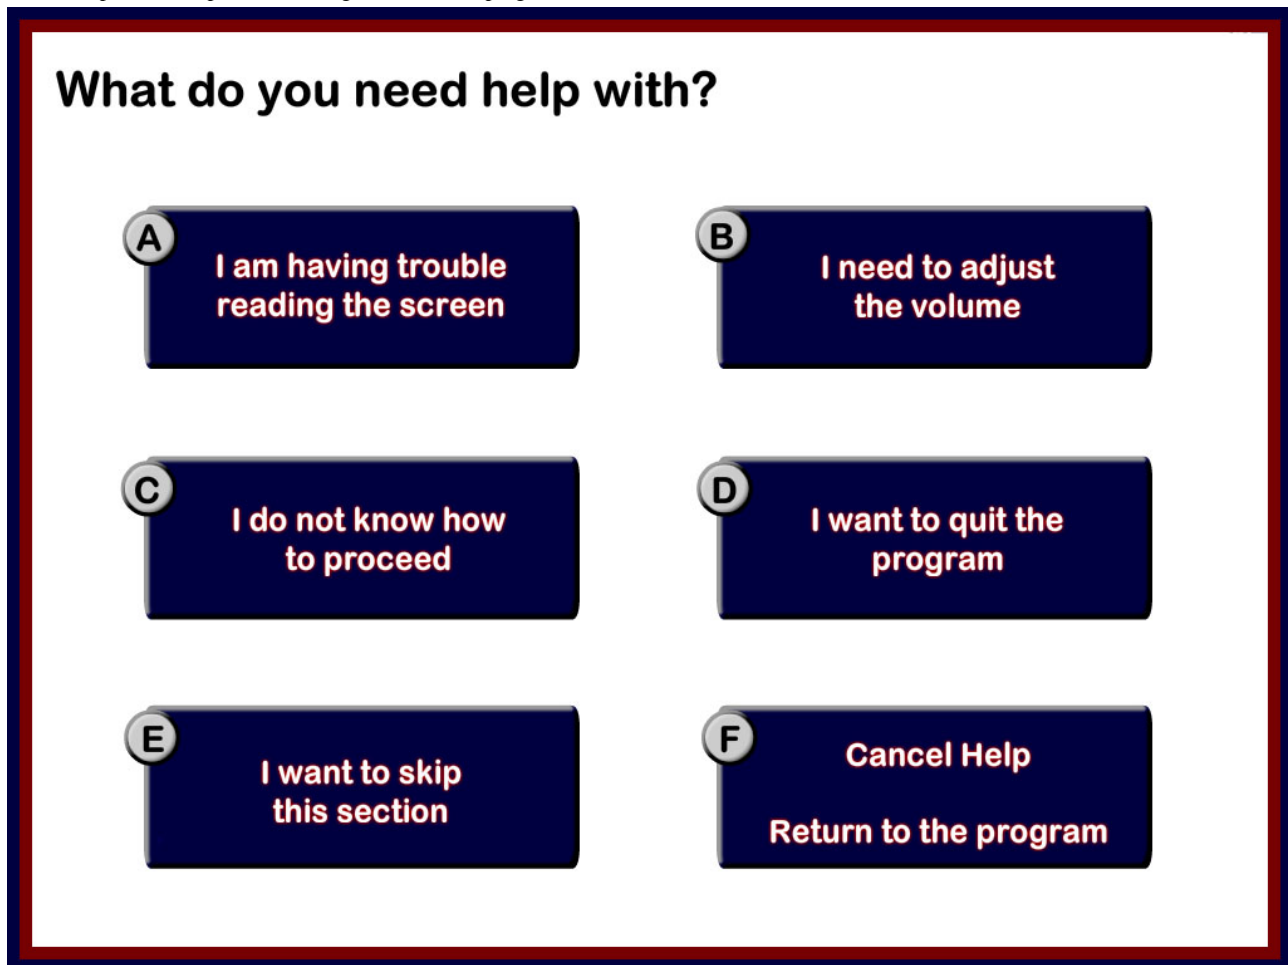 What do you need help with?
A
I am having trouble
reading the screen
B
I need to adjust
the volume
C
I do not know how
to proceed
D
I want to quit the
program
E
I want to skip
this section
F
Cancel Help
Return to the program